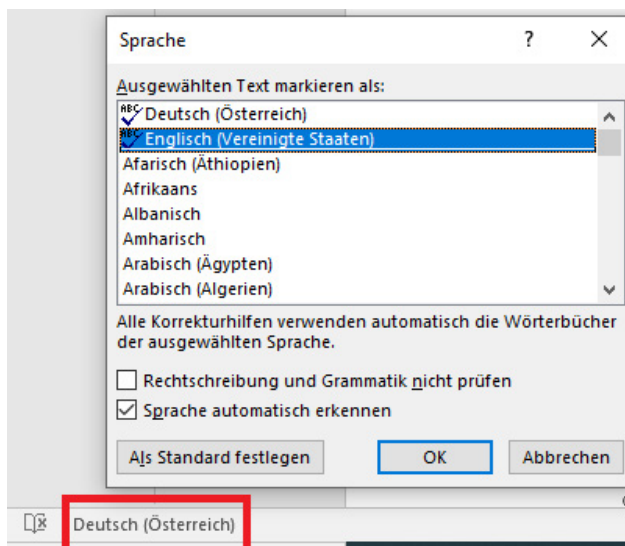 Sprache
Ausgewählten Text markieren als:
Deutsch (Österreich)
Englisch (Vereinigte Staaten)
Afarisch (Äthiopien)
Afrikaans
Albanisch
Amharisch
Arabisch (Ägypten)
Arabisch (Algerien)
Alle Korrekturhilfen verwenden automatisch die Wörterbücher
der ausgewählten Sprache.
Rechtschreibung und Grammatik nicht prüfen
Sprache automatisch erkennen
Als Standard festlegen OK Abbrechen
Deutsch (Österreich)